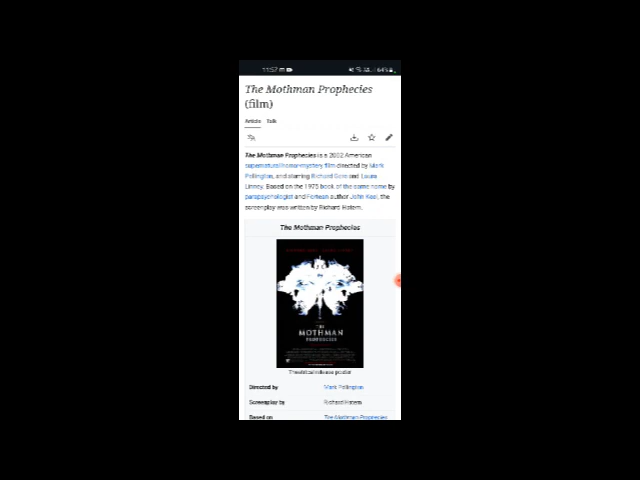 11:57
64%
The Mothman Prophecies
(film)
Article Talk
The Mothman Prophecies is a 2002 American
supernatural horror-mystery film directed by Mark
Pellington, and starring Richard Gere and Laura
Linney. Based on the 1975 book of the same name by
parapsychologist and Fortean author John Keel, the
screenplay was written by Richard Hatem.
The Mothman Prophecies
THE
MOTHMAN
PROPHECIES
Theatrical release poster
Directed by Mark Pellington
Screenplay by Richard Hatem
Based on The Mothman Prophecies